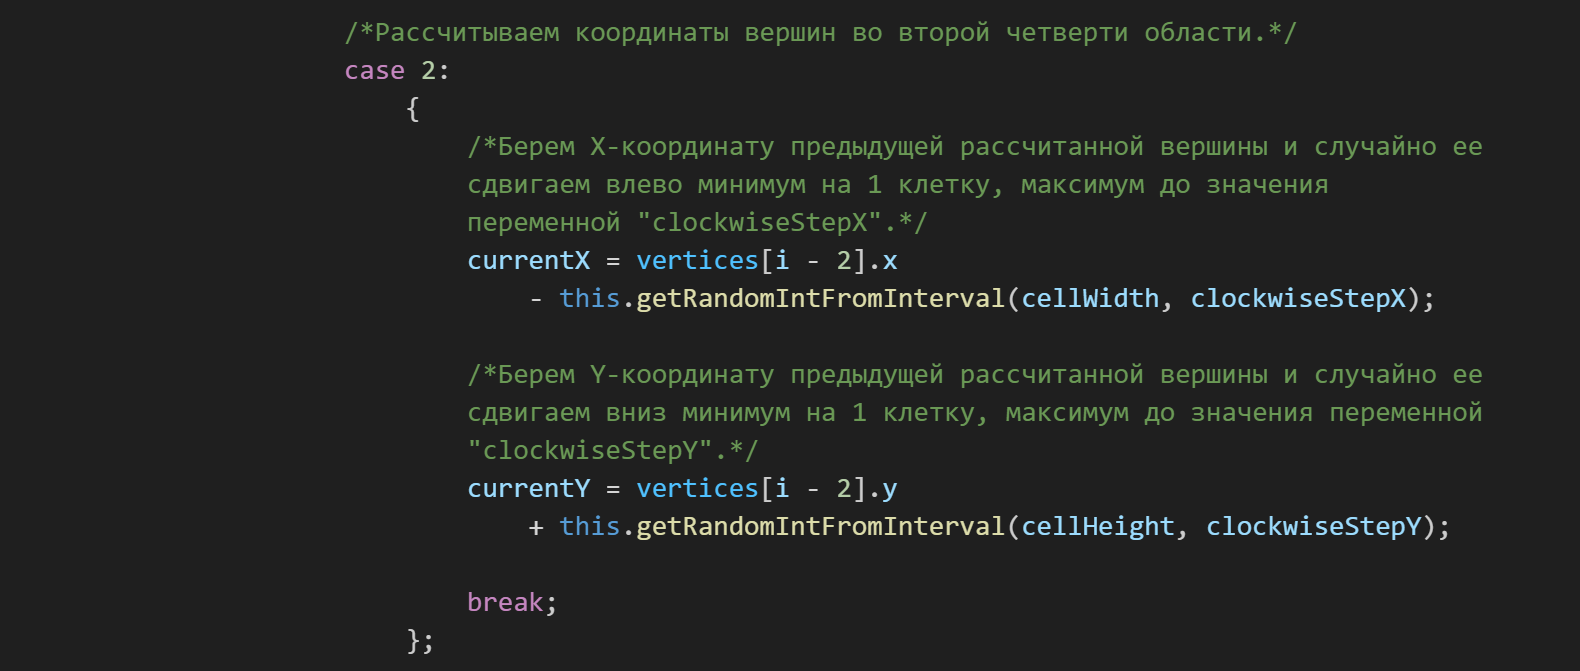 /*Рассчитываем координаты вершин во второй четверти области.*/
case 2:
{
/*Берем X-координату предыдущей рассчитанной вершины и случайно ее
сдвигаем влево минимум на 1 клетку, максимум до значения
переменной "clockwiseStepX".*/
currentX = vertices[i - 2].x
- this.getRandomIntFromInterval(cellWidth, clockwiseStepX);
/*Берем Y-координату предыдущей рассчитанной вершины и случайно ее
сдвигаем вниз минимум на 1 клетку, максимум до значения переменной
"clockwiseStepY".*/
currentY = vertices[i - 2].y
+ this.getRandomIntFromInterval(cellHeight, clockwiseStepY);
break;
};